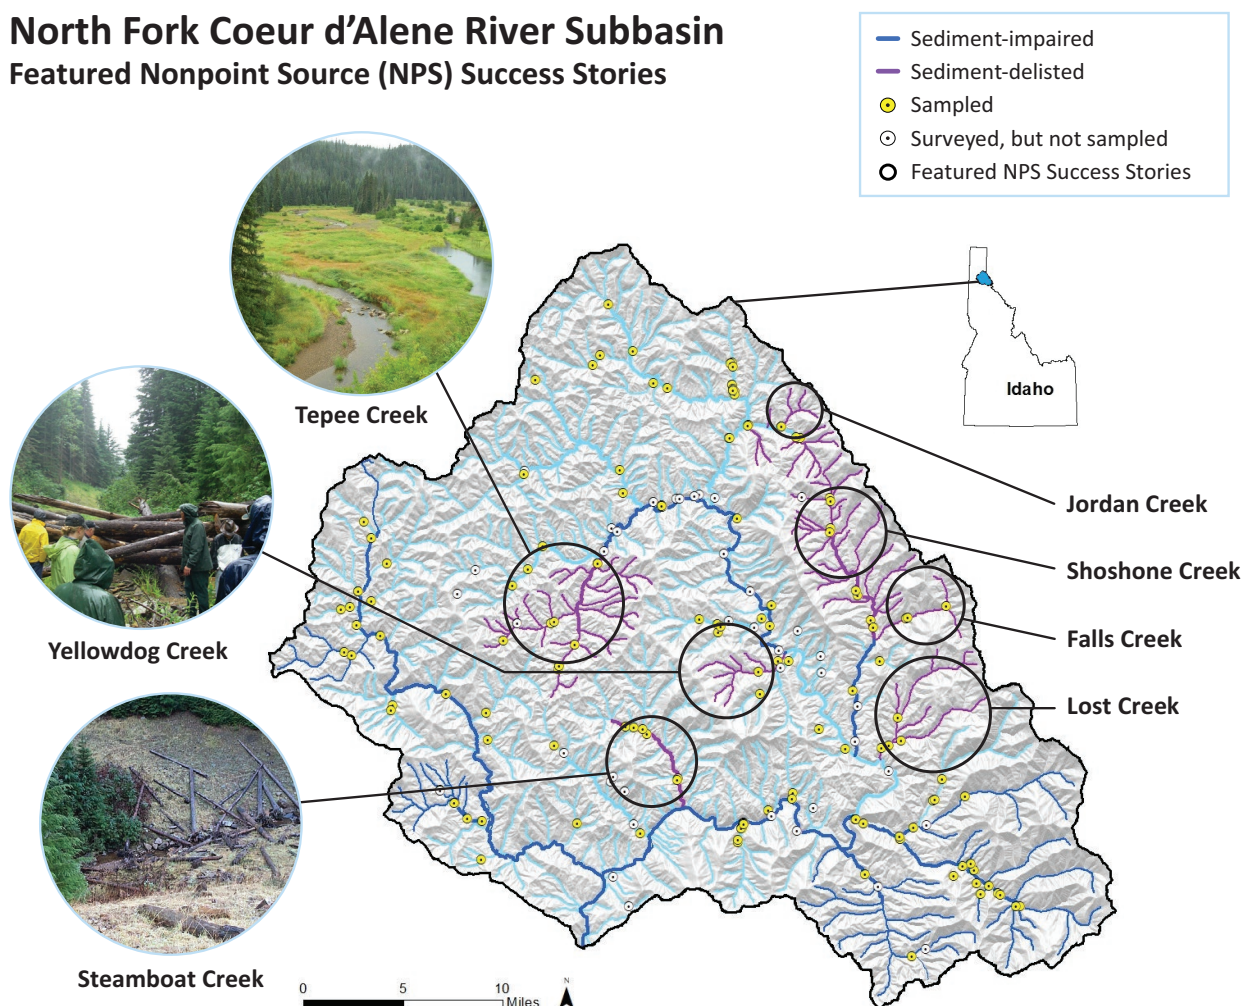 North Fork Coeur d'Alene River Subbasin
Featured Nonpoint Source (NPS) Success Stories
Sediment-impaired
Sediment-delisted
Sampled
Surveyed, but not sampled
Featured NPS Success Stories
Idaho
Tepee Creek
Yellowdog Creek
Steamboat Creek
Jordan Creek
Shoshone Creek
Falls Creek
Lost Creek
0 5 10
Miles
N